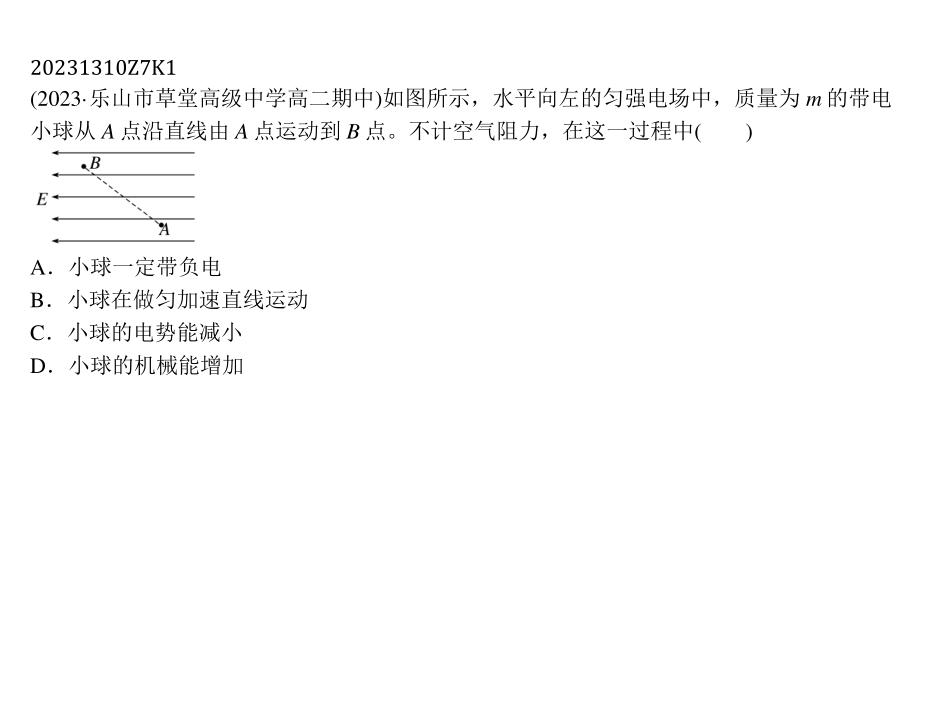 20231310Z7K1
(2023·乐山市草堂高级中学高二期中)如图所示，水平向左的匀强电场中，质量为 m 的带电
小球从 A 点沿直线由 A 点运动到 B 点。不计空气阻力，在这一过程中(　　)
B
E
A
A．小球一定带负电
B．小球在做匀加速直线运动
C．小球的电势能减小
D．小球的机械能增加